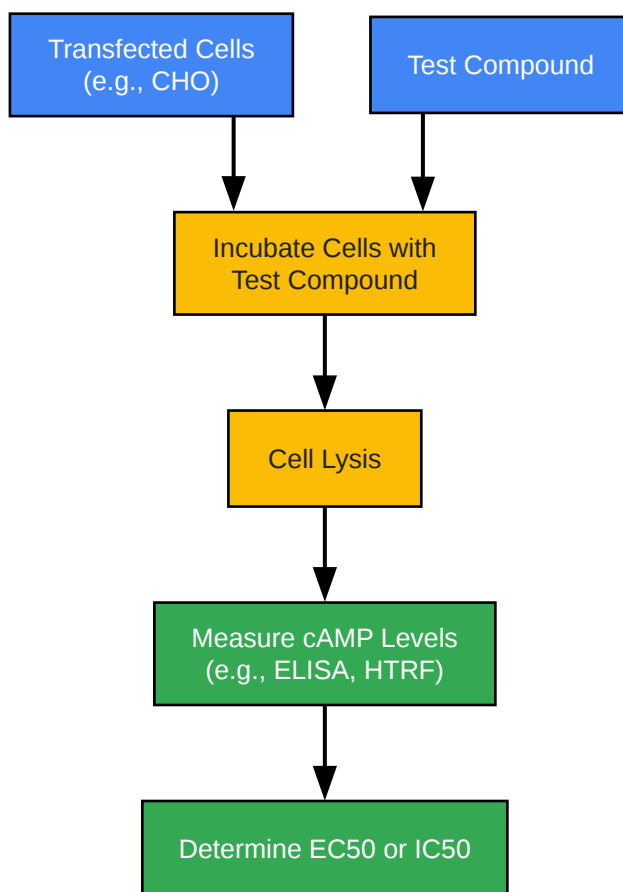 Transfected Cells
(e.g., CHO)
Test Compound
Incubate Cells with
Test Compound
Cell Lysis
Measure cAMP Levels
(e.g., ELISA, HTRF)
Determine EC50 or IC50